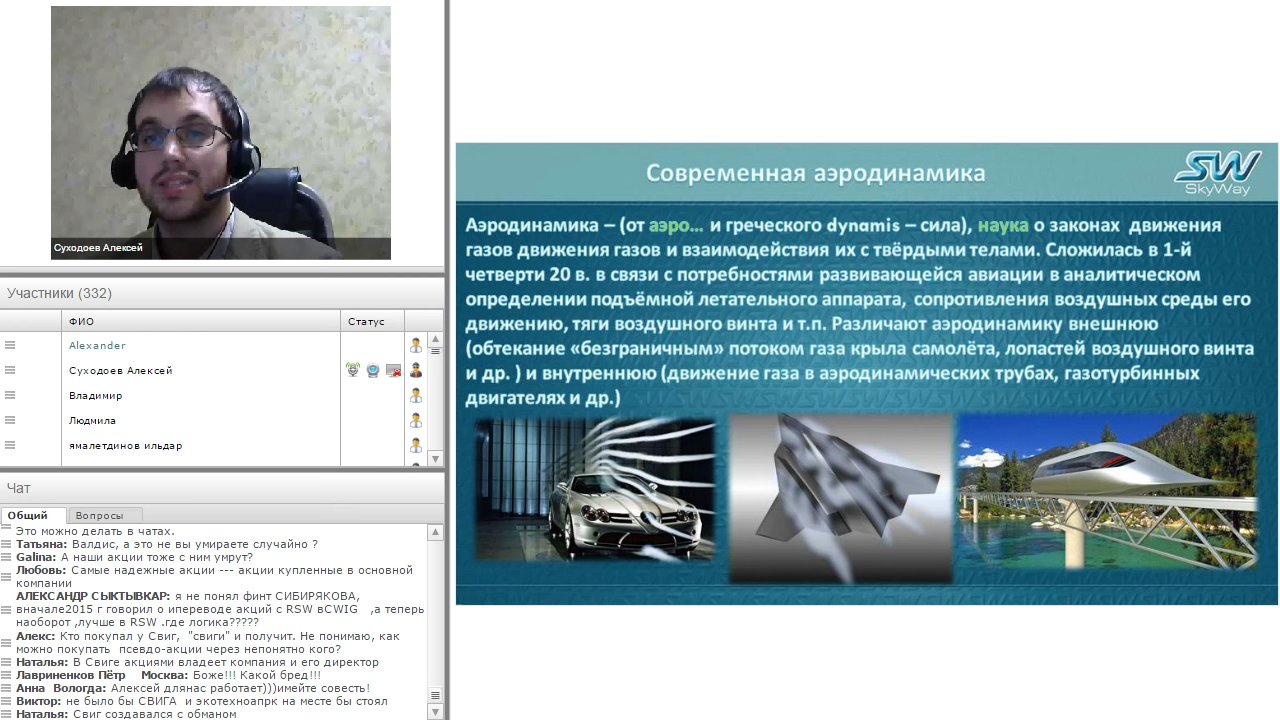 Суходоев Алексей
Участники (332)
ФИО
Статус
Alexander
Суходоев Алексей
Владимир
Людмила
ямалетдинов ильдар
Чат
Общий
Вопросы
Это можно делать в чатах.
Татьяна: Валдис, а это не вы умираете случайно ?
Galina: А наши акции тоже с ним умрут?
Любовь: Самые надежные акции --- акции купленные в основной
компании
АЛЕКСАНДР СЫКТЫВКАР: я не понял финт СИБИРЯКОВА,
вначале2015 г говорил о ипереводе акций с RSW вCWIG ,а теперь
наоборот ,лучше в RSW .где логика?????
Алекс: Кто покупал у Свиг, "свиги" и получит. Не понимаю, как
можно покупать псевдо-акции через непонятно кого?
Наталья: В Свиге акциями владеет компания и его директор
Лавриненков Пётр Москва: Боже!!! Какой бред!!!
Анна Вологда: Алексей длянас работает)))имейте совесть!
Виктор: не было бы СВИГА и экотехноапрк на месте бы стоял
Наталья: Свиг создавался с обманом
Современная аэродинамика
SW
SkyWay
Аэродинамика – (от аэро... и греческого dynamis – сила), наука о законах движения
газов движения газов и взаимодействия их с твёрдыми телами. Сложилась в 1-й
четверти 20 в. в связи с потребностями развивающейся авиации в аналитическом
определении подъёмной летательного аппарата, сопротивления воздушных среды его
движению, тяги воздушного винта и т.п. Различают аэродинамику внешнюю
(обтекание «безграничным» потоком газа крыла самолёта, лопастей воздушного винта
и др. ) и внутреннюю (движение газа в аэродинамических трубах, газотурбинных
двигателях и др.)